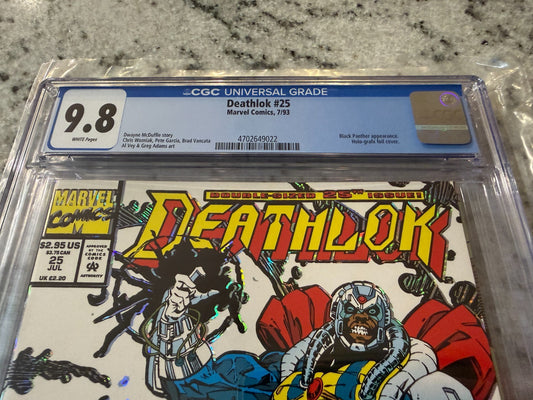 CGC UNIVERSAL GRADE
9.8
WHITE Pages
Deathlok #25
Marvel Comics, 7/93
Dwayne McDuffie story
Chris Wozniak, Pete Garcia, Brad Vancata
Al Vey & Greg Adams art
4702649022
Black Panther appearance.
Holo-grafx foil cover.
MARVEL
COMICS
$2.95 US
$3.75 CAN
25
JUL
UK £2.20
APPROVED
BY THE
COMICS
CODE
AUTHORITY
DOUBLE-SIZED 25TH ISSUE!
DEATHLOK